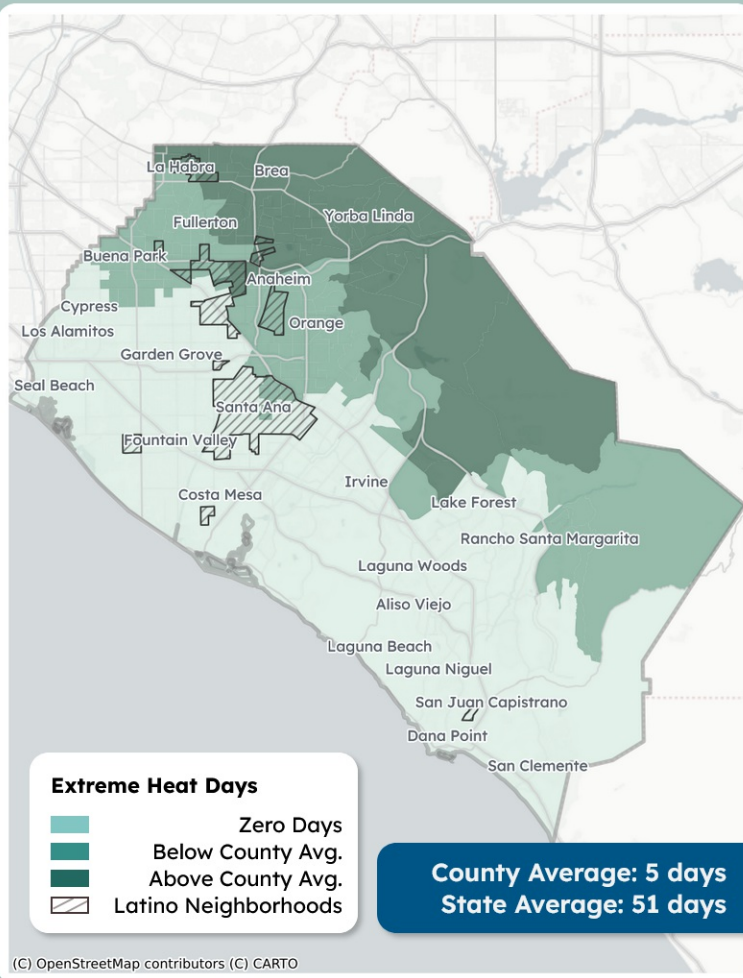 La Habra
Brea
Yorba Linda
Fullerton
Buena Park
Anaheim
Cypress
Orange
Los Alamitos
Garden Grove
Seal Beach
Santa Ana
Fountain Valley
Irvine
Costa Mesa
Lake Forest
Rancho Santa Margarita
Laguna Woods
Aliso Viejo
Laguna Beach
Laguna Niguel
San Juan Capistrano
Dana Point
San Clemente
Extreme Heat Days
Zero Days
Below County Avg.
Above County Avg.
Latino Neighborhoods
County Average: 5 days
State Average: 51 days
(C) OpenStreetMap contributors (C) CARTO